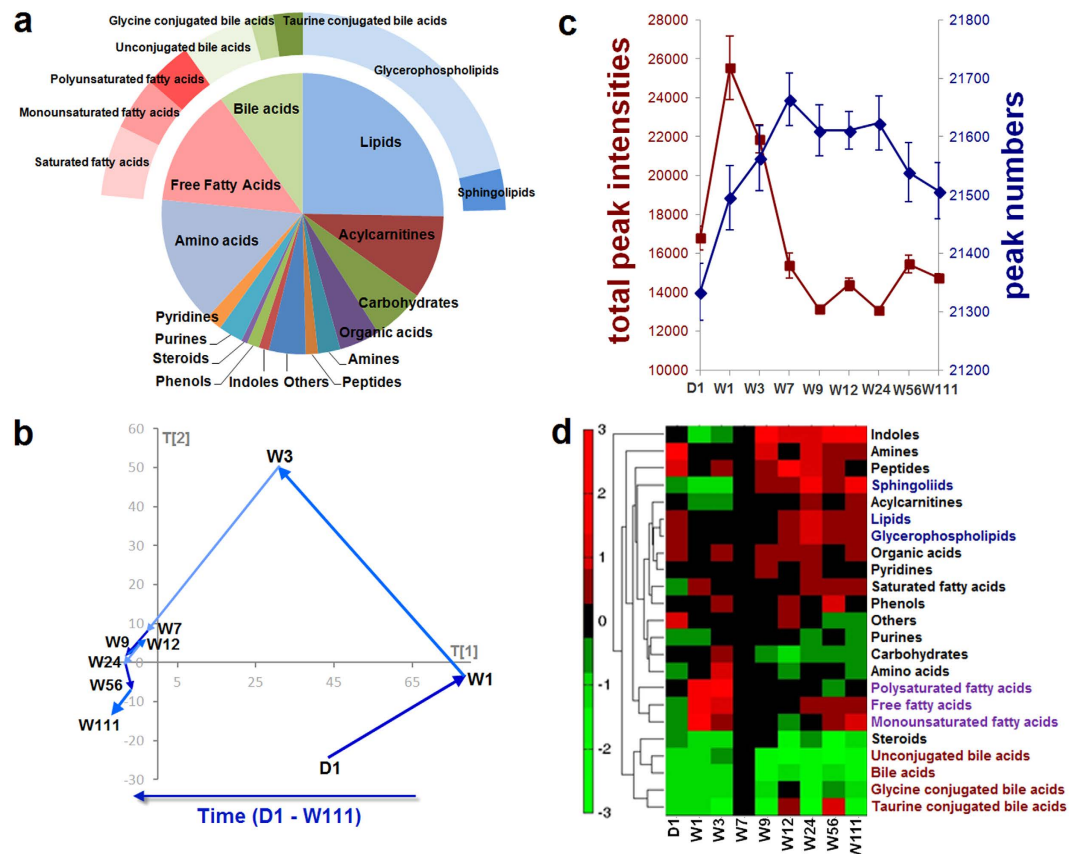 a
Glycine conjugated bile acids
Taurine conjugated bile acids
Unconjugated bile acids
Polyunsaturated fatty acids
Monounsaturated fatty acids
Saturated fatty acids
Glycerophospholipids
Sphingolipids
Bile acids
Lipids
Free Fatty Acids
Amino acids
Acylcarnitines
Carbohydrates
Organic acids
Pyridines
Purines
Steroids
Phenols
Indoles
Others
Peptides
Amines
c
total peak intensities
28000
26000
24000
22000
20000
18000
16000
14000
12000
10000
D1 W1 W3 W7 W9 W12 W24 W56 W111
21800
21700
21600
21500
21400
21300
21200
peak numbers
b
T[2]
60
50
40
30
20
10
0
-10
-20
-30
5 25 45 65
T[1]
W3
W7
W9
W12
W24
W56
W111
W1
D1
Time (D1 - W111)
d
3
2
1
0
-1
-2
-3
Indoles
Amines
Peptides
Sphingoliids
Acylcarnitines
Lipids
Glycerophospholipids
Organic acids
Pyridines
Saturated fatty acids
Phenols
Others
Purines
Carbohydrates
Amino acids
Polysaturated fatty acids
Free fatty acids
Monounsaturated fatty acids
Steroids
Unconjugated bile acids
Bile acids
Glycine conjugated bile acids
Taurine conjugated bile acids
D1 W1 W3 W7 W9 W12 W24 W56 W111